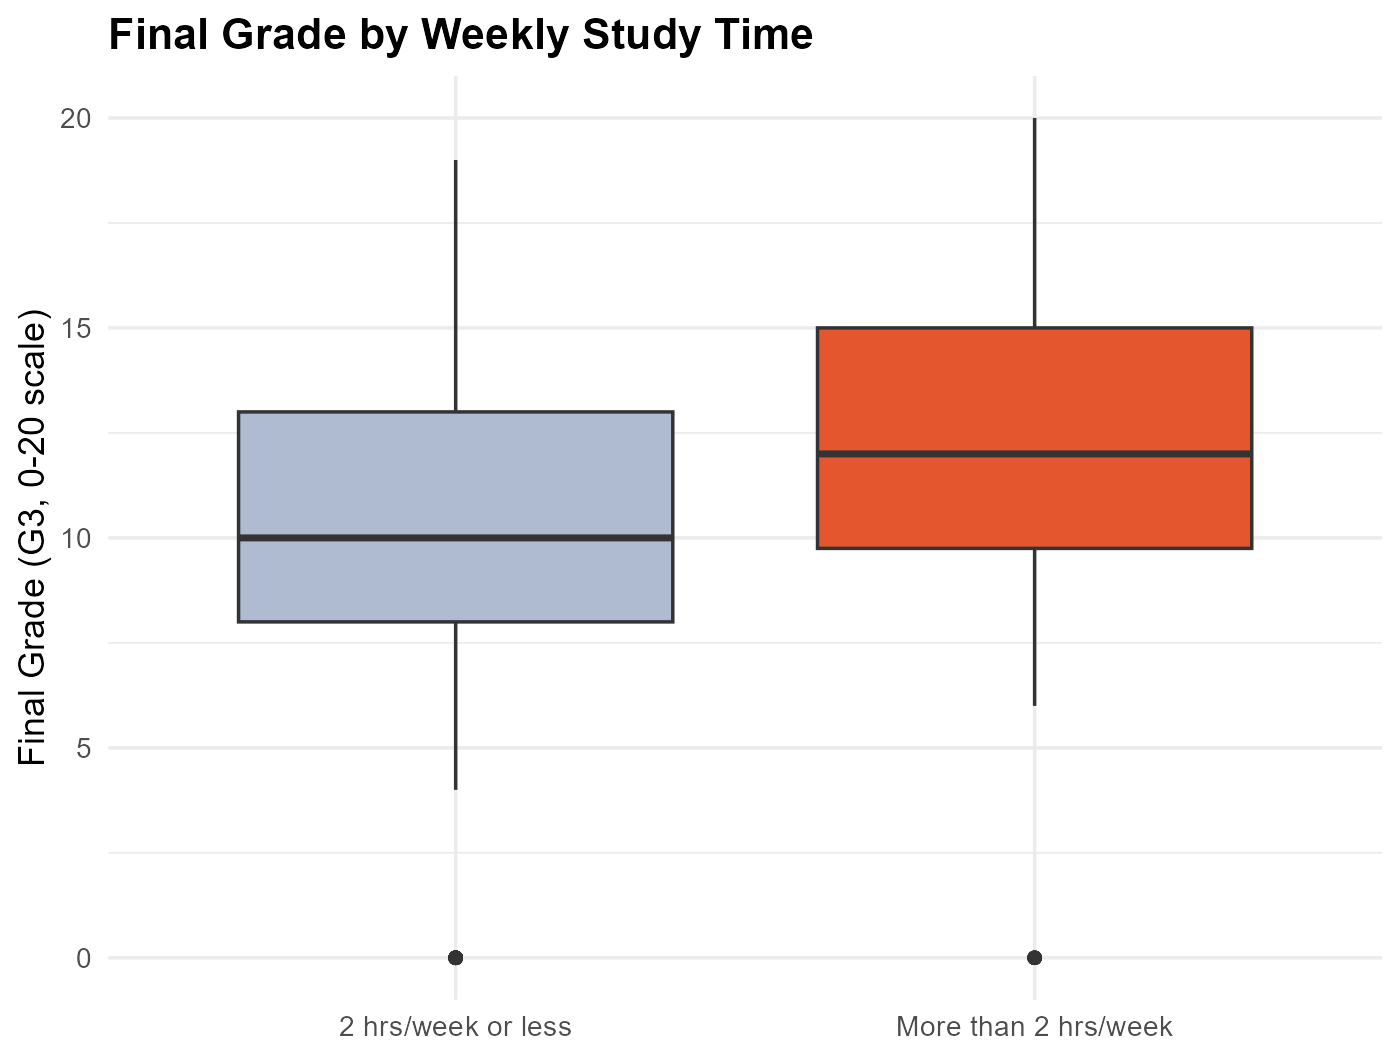 Final Grade by Weekly Study Time
Final Grade (G3, 0-20 scale)
20
15
10
5
0
2 hrs/week or less
More than 2 hrs/week